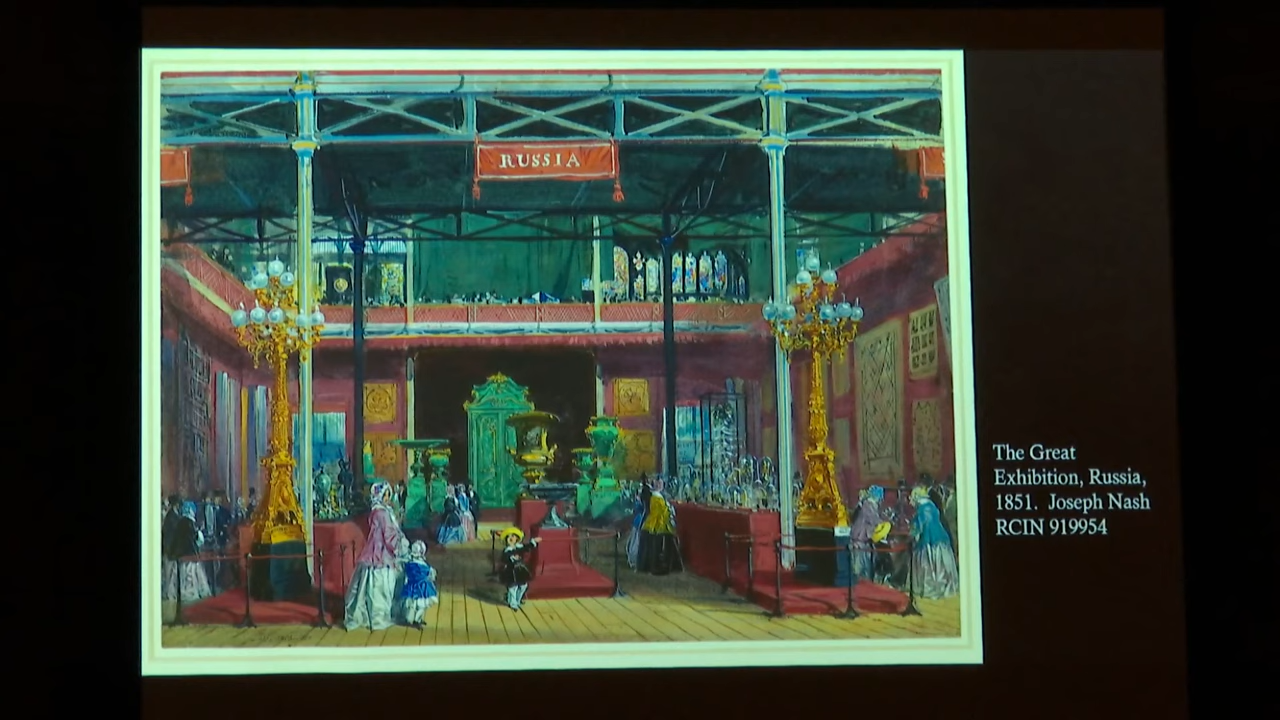 RUSSIA
The Great
Exhibition, Russia,
1851. Joseph Nash
RCIN 919954